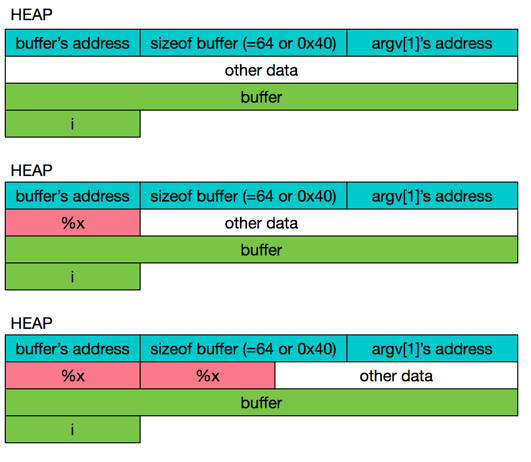 HEAP
buffer's address sizeof buffer (=64 or 0x40) argv[1]'s address
other data
buffer
i
HEAP
buffer's address sizeof buffer (=64 or 0x40) argv[1]'s address
%x other data
buffer
i
HEAP
buffer's address sizeof buffer (=64 or 0x40) argv[1]'s address
%x %x other data
buffer
i